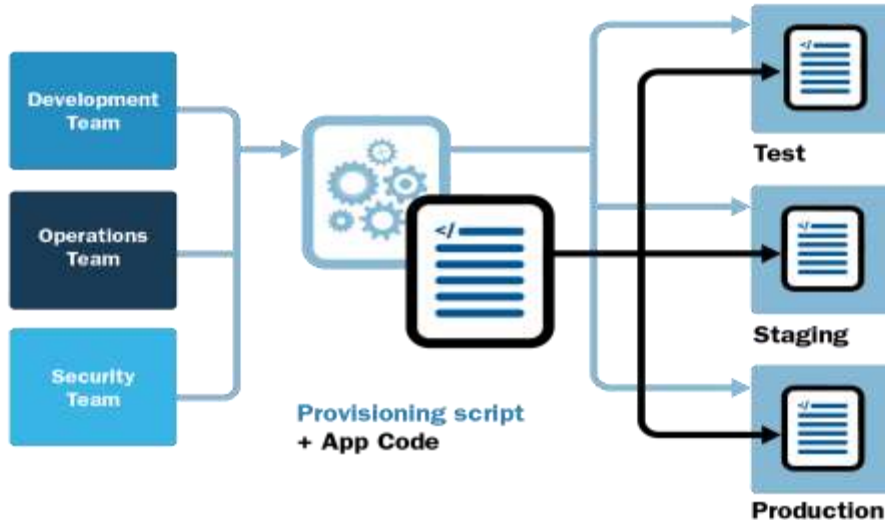 Development
Team
Operations
Team
Security
Team
</
Provisioning script
+ App Code
</
Test
</
Staging
</
Production